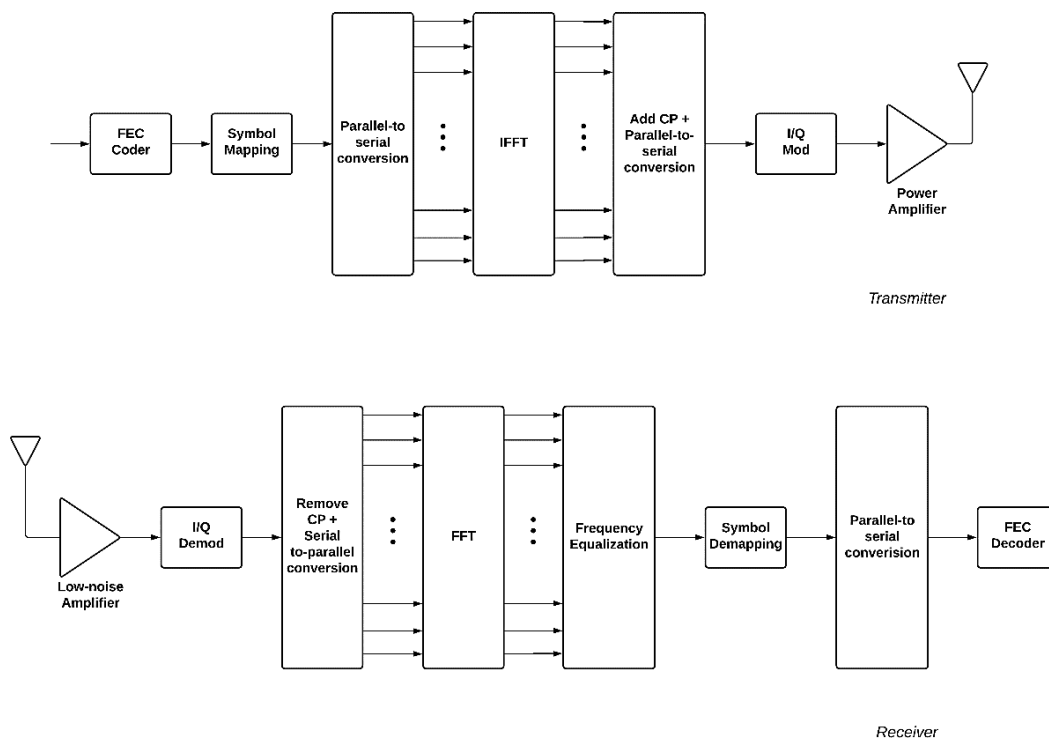 FEC
Coder
Symbol
Mapping
Parallel-to
serial
conversion
IFFT
Add CP +
Parallel-to-
serial
conversion
I/Q
Mod
Power
Amplifier
Transmitter
Low-noise
Amplifier
I/Q
Demod
Remove
CP +
Serial
to-parallel
conversion
FFT
Frequency
Equalization
Symbol
Demapping
Parallel-to
serial
converision
FEC
Decoder
Receiver